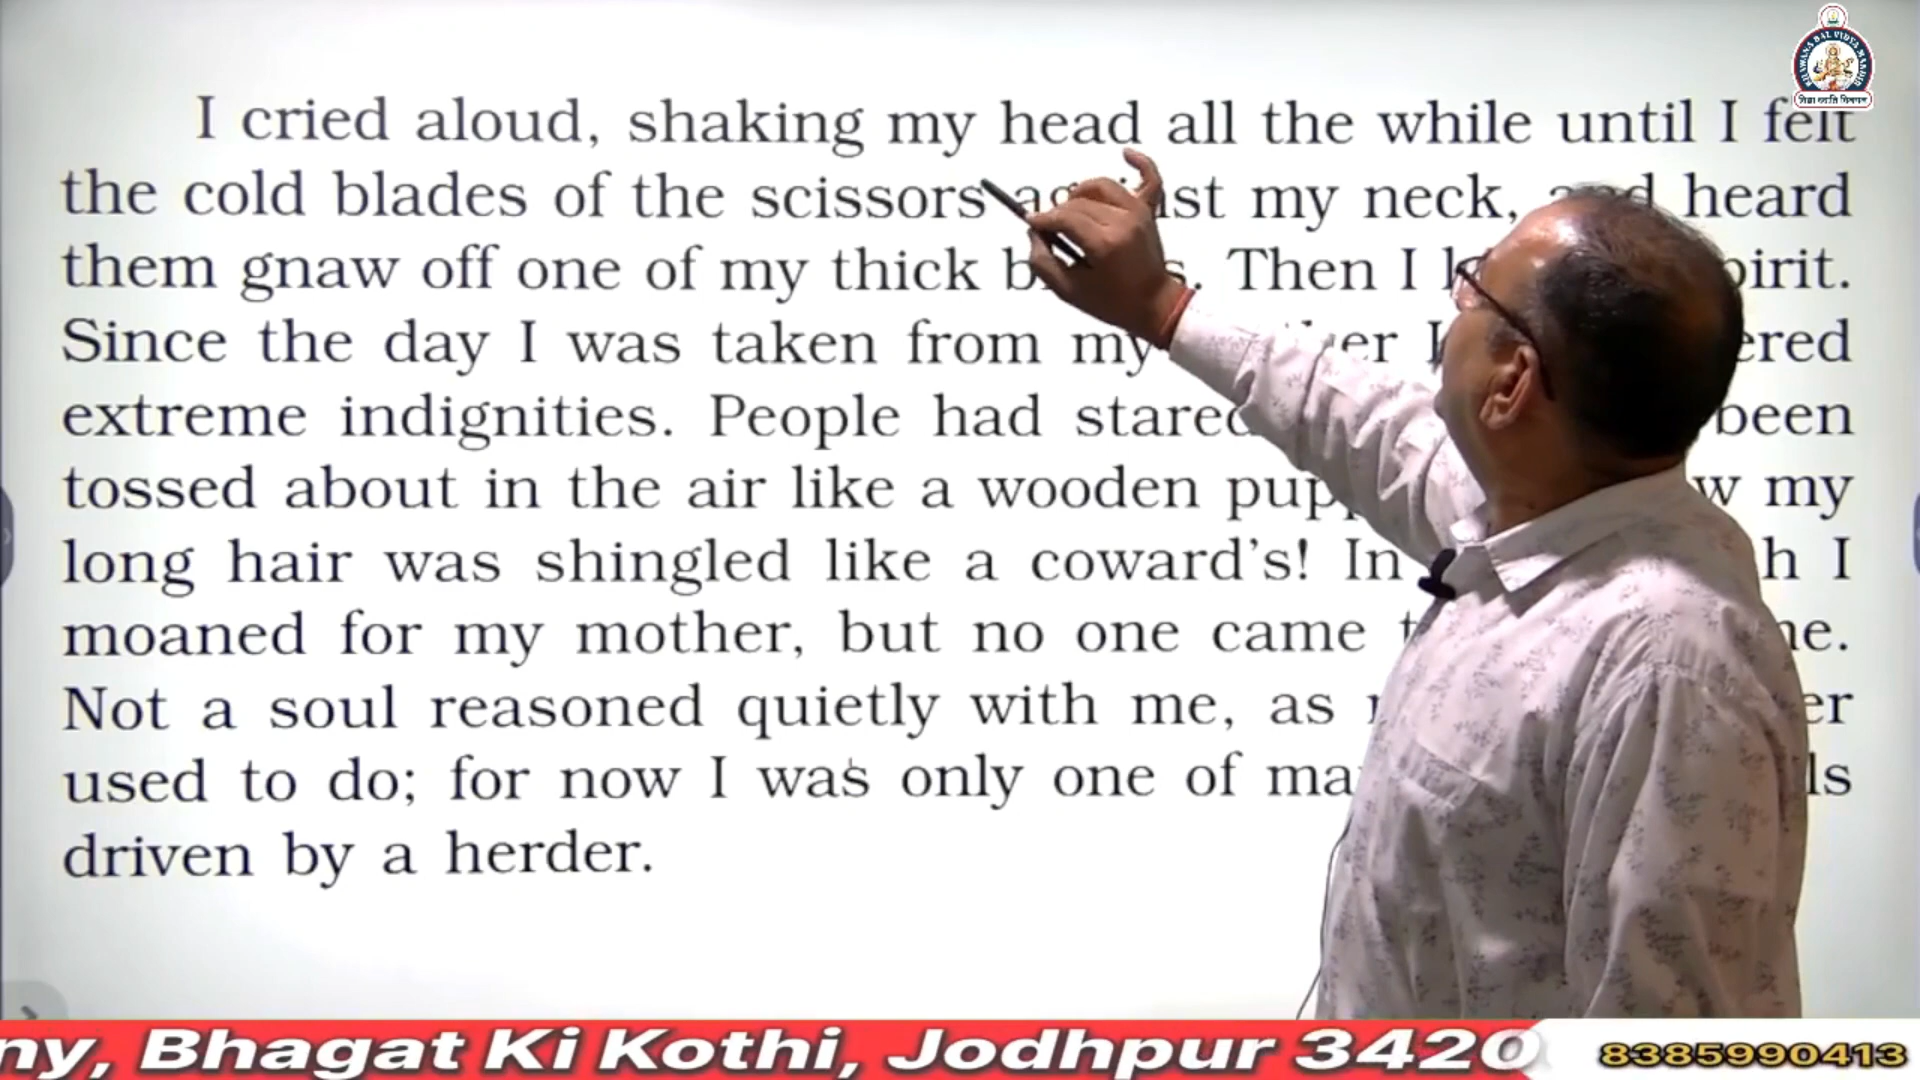 I cried aloud, shaking my head all the while until I felt
the cold blades of the scissors against my neck, and heard
them gnaw off one of my thick Then I
Since the day I was taken from my
extreme indignities. People had stared been
tossed about in the air like a wooden my
long hair was shingled like a coward's! In I
moaned for my mother, but no one came
Not a soul reasoned quietly with me, as
used to do; for now I was only one of
driven by a herder.
Bhagat Ki Kothi, Jodhpur 3420
8385990413